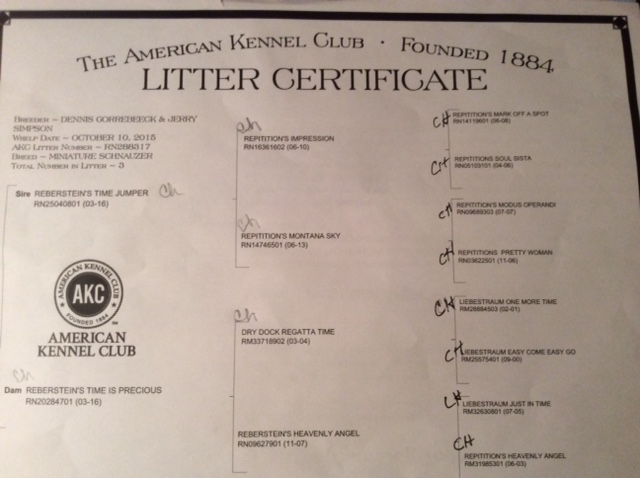 THE AMERICAN KENNEL CLUB · FOUNDED 1884
LITTER CERTIFICATE
BREEDER ~ DENNIS GORREBEECK & JERRY
SIMPSON
WHELP DATE ~ OCTOBER 10, 2015
AKC LITTER NUMBER ~ RN288317
BREED ~ MINIATURE SCHNAUZER
TOTAL NUMBER IN LITTER ~ 3
Sire REBERSTEIN'S TIME JUMPER Ch
RN25040801 (03-16)
AMERICAN KENNEL CLUB
AKC
FOUNDED 1884
SM
AMERICAN
KENNEL CLUB
Ch
Dam REBERSTEIN'S TIME IS PRECIOUS
RN20284701 (03-16)
Ch
REPITITION'S IMPRESSION
RN16361602 (06-10)
Ch
REPITITION'S MONTANA SKY
RN14746501 (06-13)
Ch
DRY DOCK REGATTA TIME
RM33718902 (03-04)
REBERSTEIN'S HEAVENLY ANGEL
RN09627901 (11-07)
CH REPITITION'S MARK OFF A SPOT
RN14119601 (06-08)
CH REPITITIONS SOUL SISTA
RN05103101 (04-06)
CH REPITITION'S MODUS OPERANDI
RN09689303 (07-07)
CH REPITITIONS PRETTY WOMAN
RN03622501 (11-06)
CH LIEBESTRAUM ONE MORE TIME
RM28884503 (02-01)
CH LIEBESTRAUM EASY COME EASY GO
RM25575401 (09-00)
CH LIEBESTRAUM JUST IN TIME
RM32630801 (07-05)
CH REPITITION'S HEAVENLY ANGEL
RM31985301 (06-03)